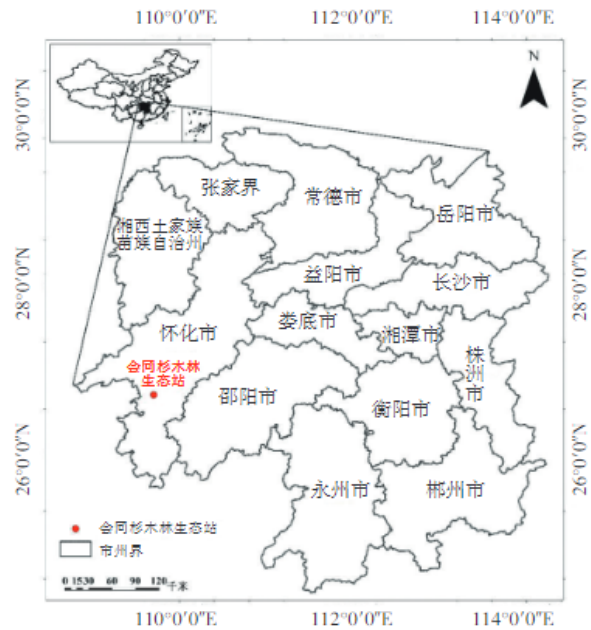 110°0′0″E
112°0′0″E
114°0′0″E
30°0′0″N
30°0′0″N
N
张家界
常德市
岳阳市
湘西土家族
苗族自治州
益阳市
长沙市
28°0′0″N
28°0′0″N
怀化市
娄底市
湘潭市
株洲市
会同杉木林
生态站
邵阳市
衡阳市
26°0′0″N
26°0′0″N
永州市
郴州市
会同杉木林生态站
市州界
0 1530 60 90 120
千米
110°0′0″E
112°0′0″E
114°0′0″E